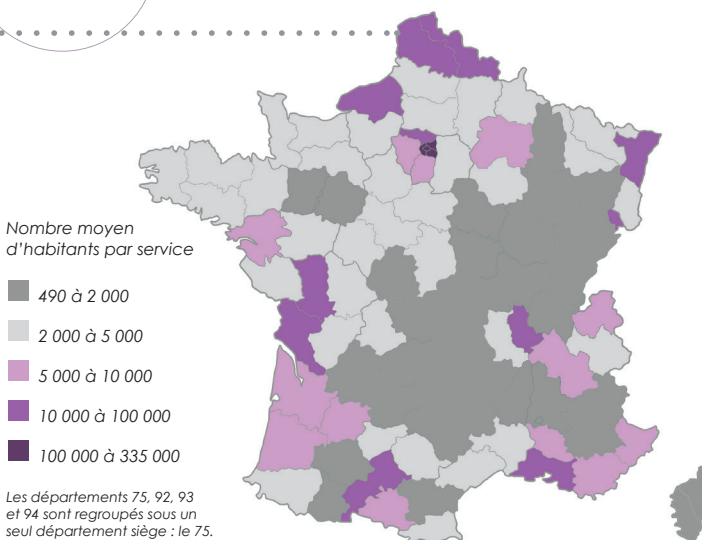 Nombre moyen
d'habitants par service
490 à 2 000
2 000 à 5 000
5 000 à 10 000
10 000 à 100 000
100 000 à 335 000
Les départements 75, 92, 93
et 94 sont regroupés sous un
seul département siège : le 75.